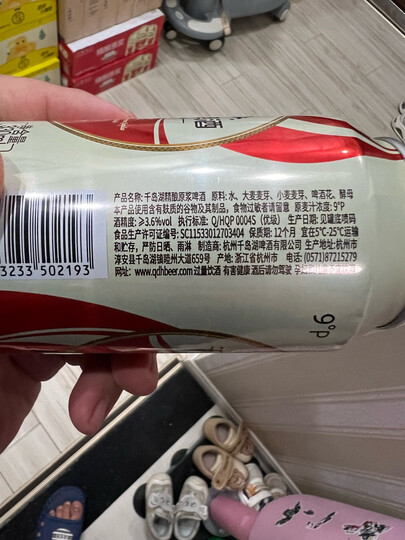 产品名称: 千岛湖精酿原浆啤酒 原料: 水、大麦麦芽、小麦麦芽、啤酒花、酵母
本产品使用含有麸质的谷物及其制品，食物过敏者请留意 原麦汁浓度: 9°P
酒精度: ≥3.6%vol 执行标准号: Q/HQP 0004S (优级) 生产日期: 见罐底喷码
食品生产许可证编号: SC11533012703404 保质期: 12个月 宜在5℃-25℃运输
和贮存，严防日晒、雨淋 制造商: 杭州千岛湖啤酒有限公司 生产地址: 杭州市
淳安县千岛湖镇睦州大道659号 产地: 浙江省杭州市 电话: (0571)87215279
网址: www.qdhbeer.com 过量饮酒 有害健康 酒后请勿驾驶
3233 502193
9°P